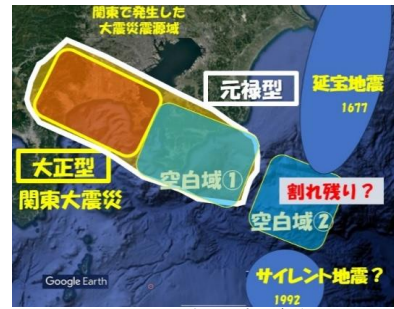 関東で発生した
大震災震源域
元禄型
延宝地震
1677
大正型
関東大震災
空白域①
割れ残り？
空白域②
サイレント地震？
1992
Google Earth